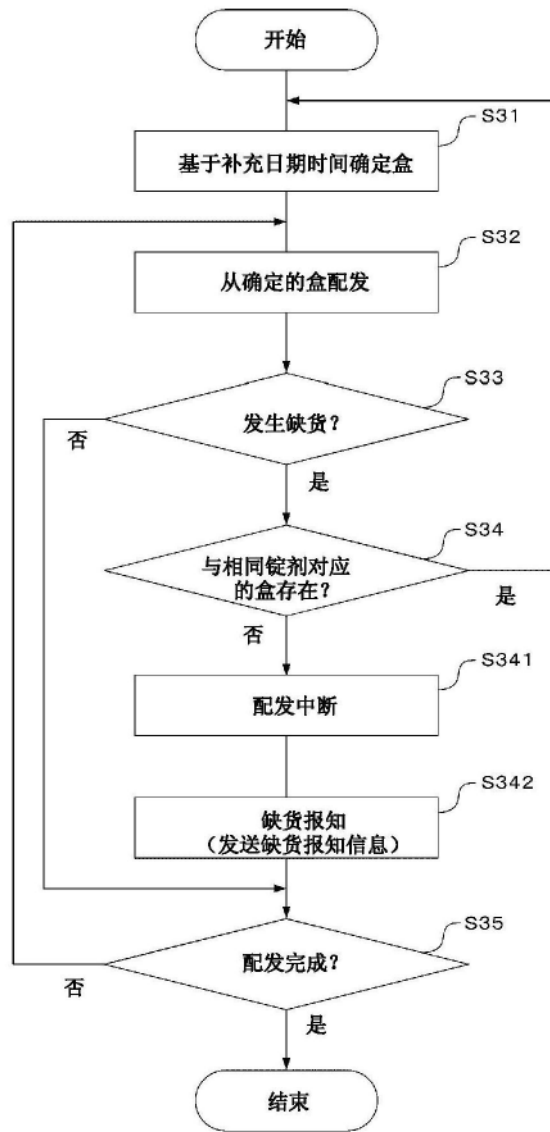 开始
S31
基于补充日期时间确定盒
S32
从确定的盒配发
S33
发生缺货？
否
是
S34
与相同锭剂对应
的盒存在？
是
否
S341
配发中断
S342
缺货报知
（发送缺货报知信息）
S35
配发完成？
否
是
结束